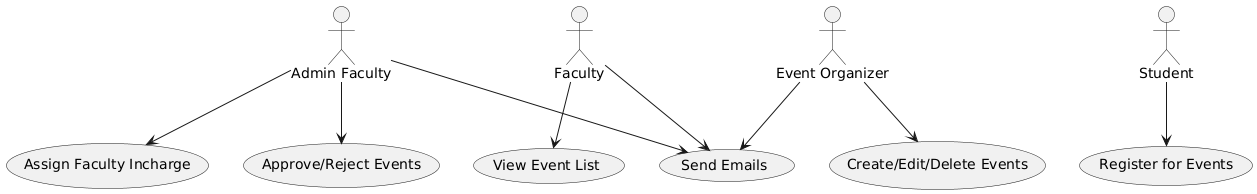 Admin Faculty
Faculty
Event Organizer
Student
Assign Faculty Incharge
Approve/Reject Events
View Event List
Send Emails
Create/Edit/Delete Events
Register for Events